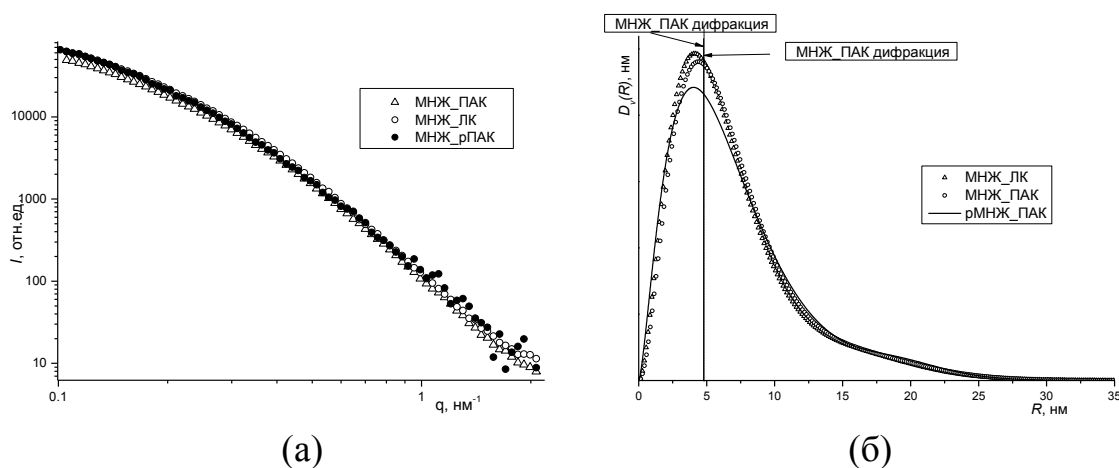 10000
1000
100
10
0.1
1
I, отн.ед.
q, нм⁻¹
МНЖ_ПАК
МНЖ_ЛК
МНЖ_рПАК
(а)
МНЖ_ПАК дифракция
МНЖ_ПАК дифракция
Dᵥ(R), нм
МНЖ_ЛК
МНЖ_ПАК
рМНЖ_ПАК
0
5
10
15
20
25
30
35
R, нм
(б)